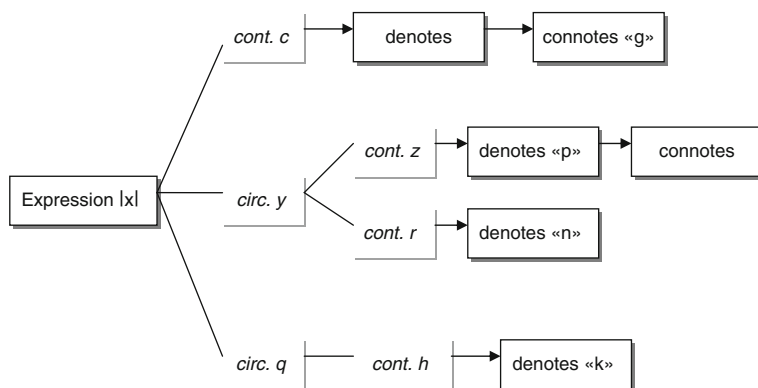 cont. c
denotes
connotes «g»
Expression |x|
circ. y
cont. z
denotes «p»
connotes
cont. r
denotes «n»
circ. q
cont. h
denotes «k»